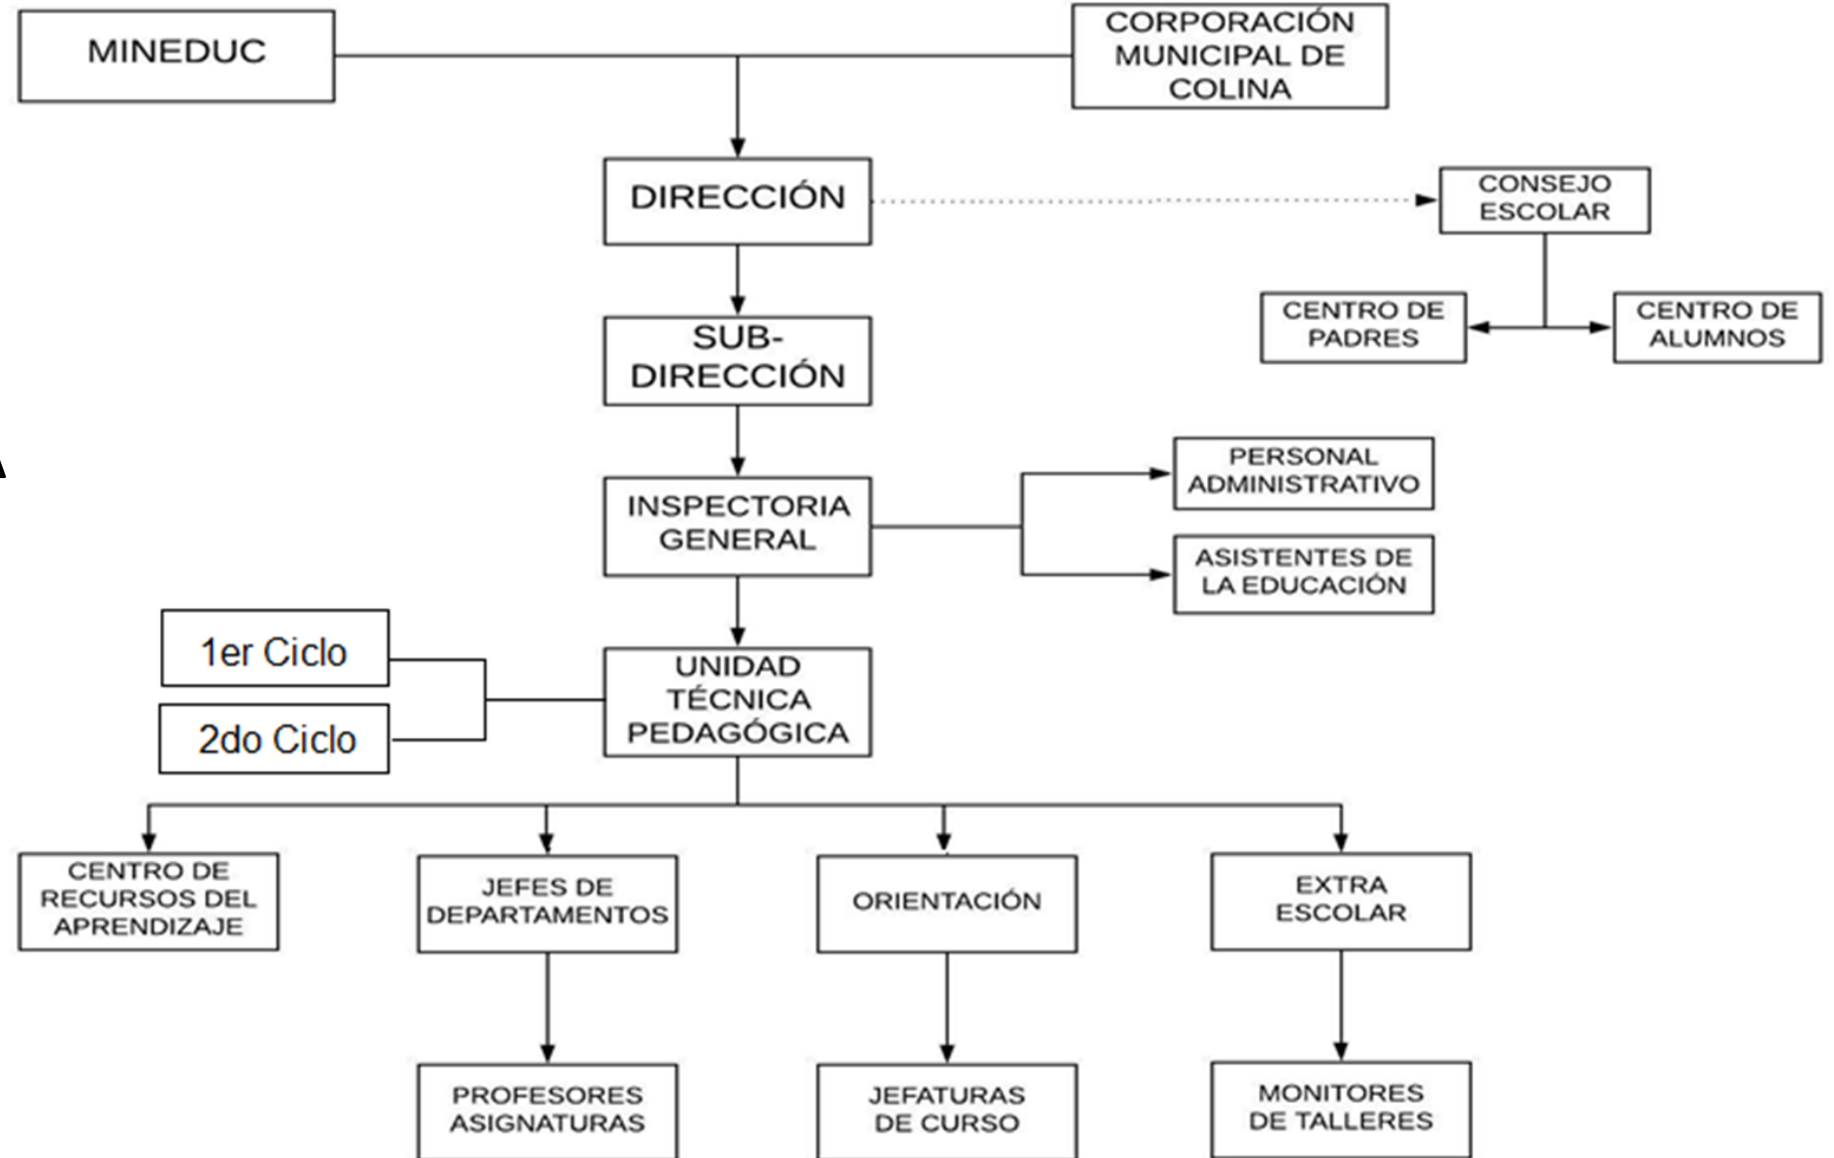 MINEDUC
CORPORACIÓN
MUNICIPAL DE
COLINA
DIRECCIÓN
CONSEJO
ESCOLAR
CENTRO DE
PADRES
CENTRO DE
ALUMNOS
SUB-
DIRECCIÓN
INSPECTORIA
GENERAL
PERSONAL
ADMINISTRATIVO
ASISTENTES DE
LA EDUCACIÓN
1er Ciclo
2do Ciclo
UNIDAD
TÉCNICA
PEDAGÓGICA
CENTRO DE
RECURSOS DEL
APRENDIZAJE
JEFES DE
DEPARTAMENTOS
ORIENTACIÓN
EXTRA
ESCOLAR
PROFESORES
ASIGNATURAS
JEFATURAS
DE CURSO
MONITORES
DE TALLERES